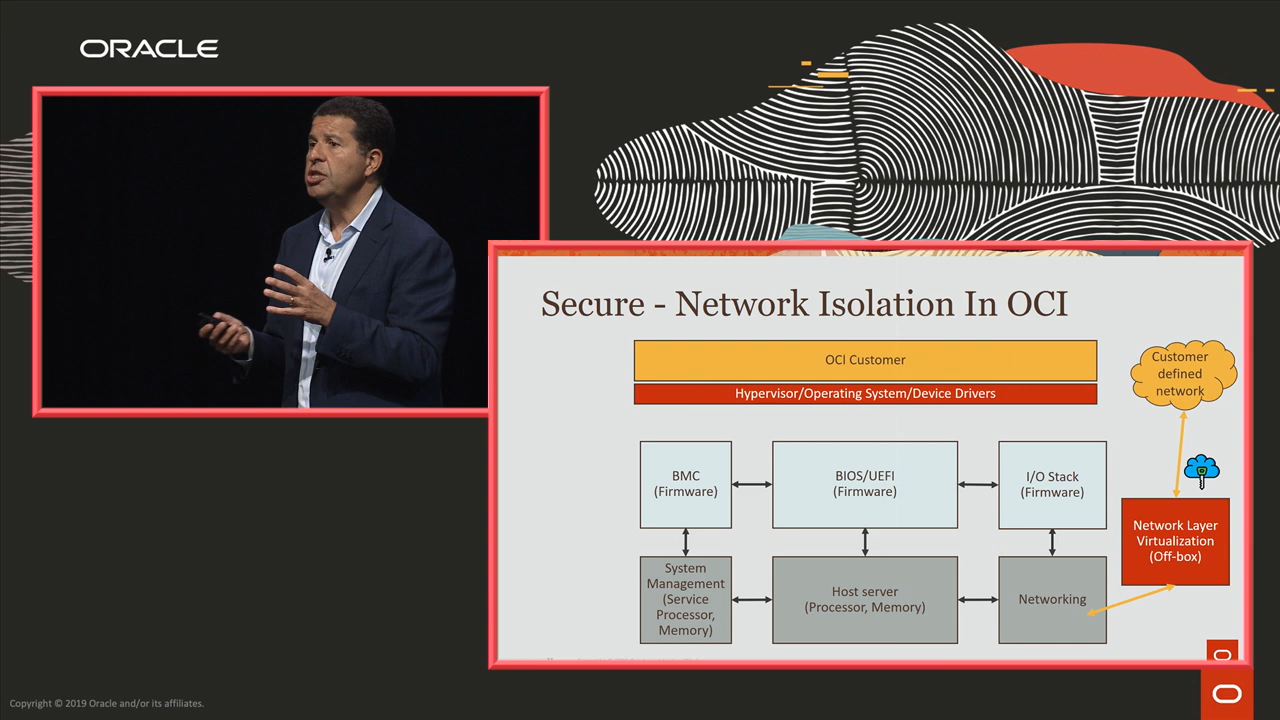 ORACLE
Secure - Network Isolation In OCI
OCI Customer
Hypervisor/Operating System/Device Drivers
Customer
defined
network
BMC
(Firmware)
BIOS/UEFI
(Firmware)
I/O Stack
(Firmware)
Network Layer
Virtualization
(Off-box)
System
Management
(Service
Processor,
Memory)
Host server
(Processor, Memory)
Networking
Copyright © 2019 Oracle and/or its affiliates.